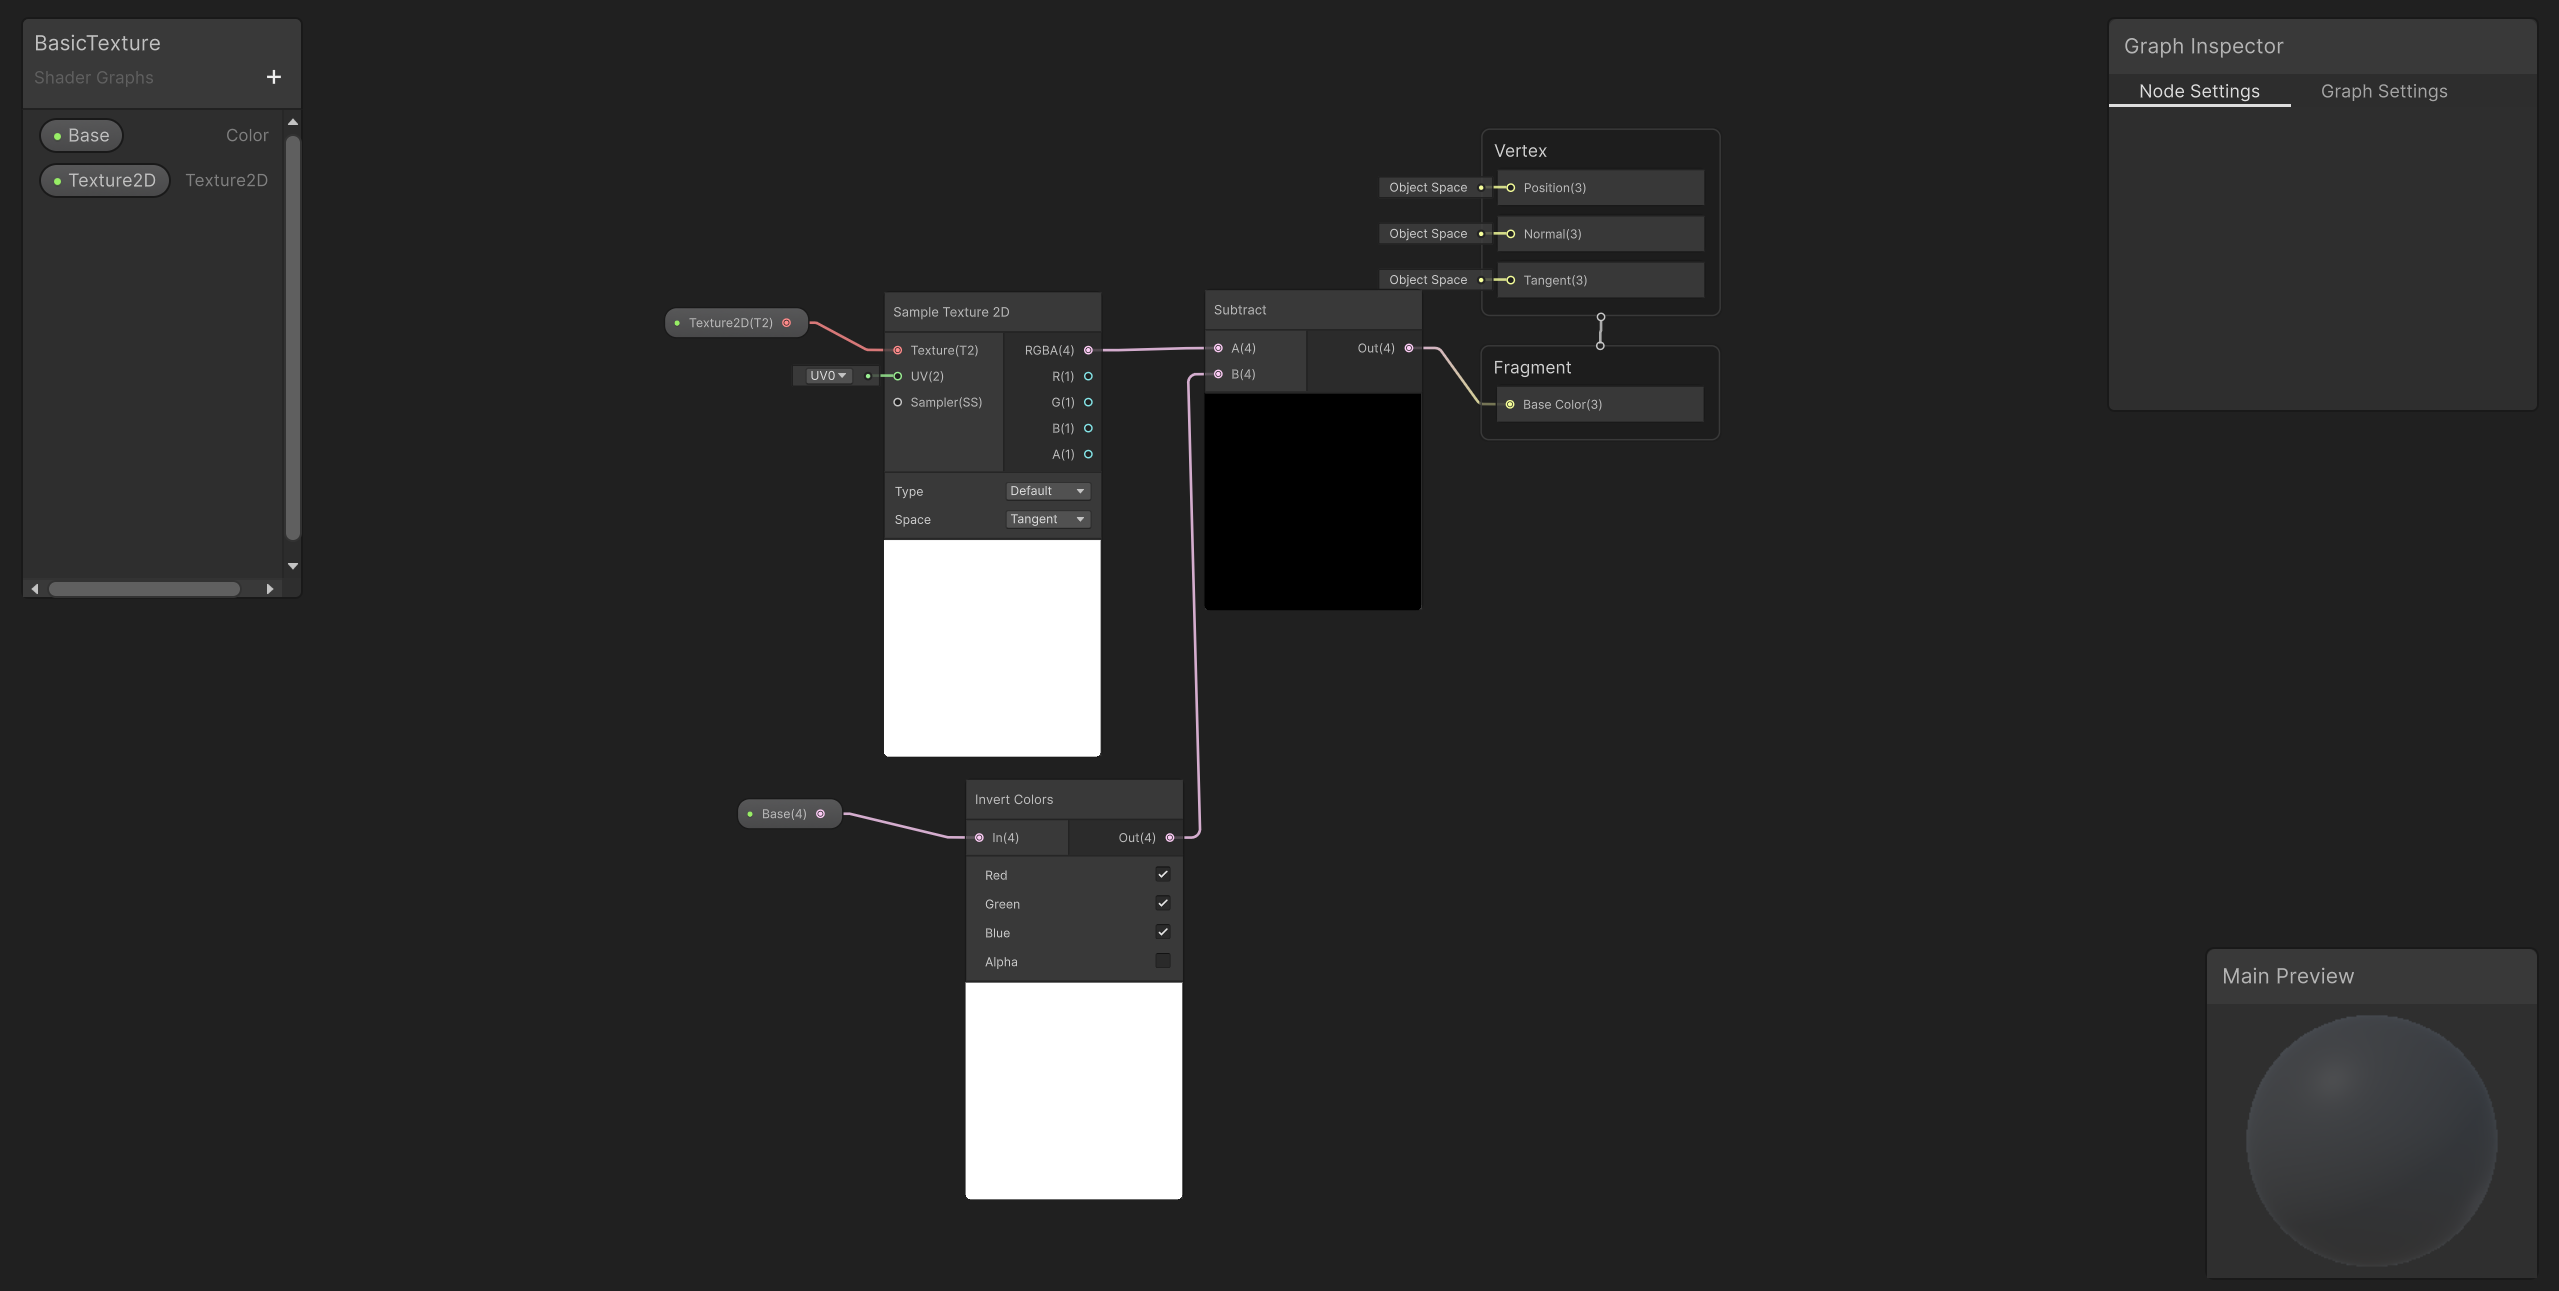 BasicTexture
Shader Graphs
+
Base Color
Texture2D Texture2D
Graph Inspector
Node Settings Graph Settings
Vertex
Object Space Position(3)
Object Space Normal(3)
Object Space Tangent(3)
Fragment
Base Color(3)
Texture2D(T2)
UV0
Sample Texture 2D
Texture(T2) RGBA(4)
UV(2) R(1)
Sampler(SS) G(1)
B(1)
A(1)
Type Default
Space Tangent
Subtract
A(4) Out(4)
B(4)
Base(4)
Invert Colors
In(4) Out(4)
Red
Green
Blue
Alpha
Main Preview